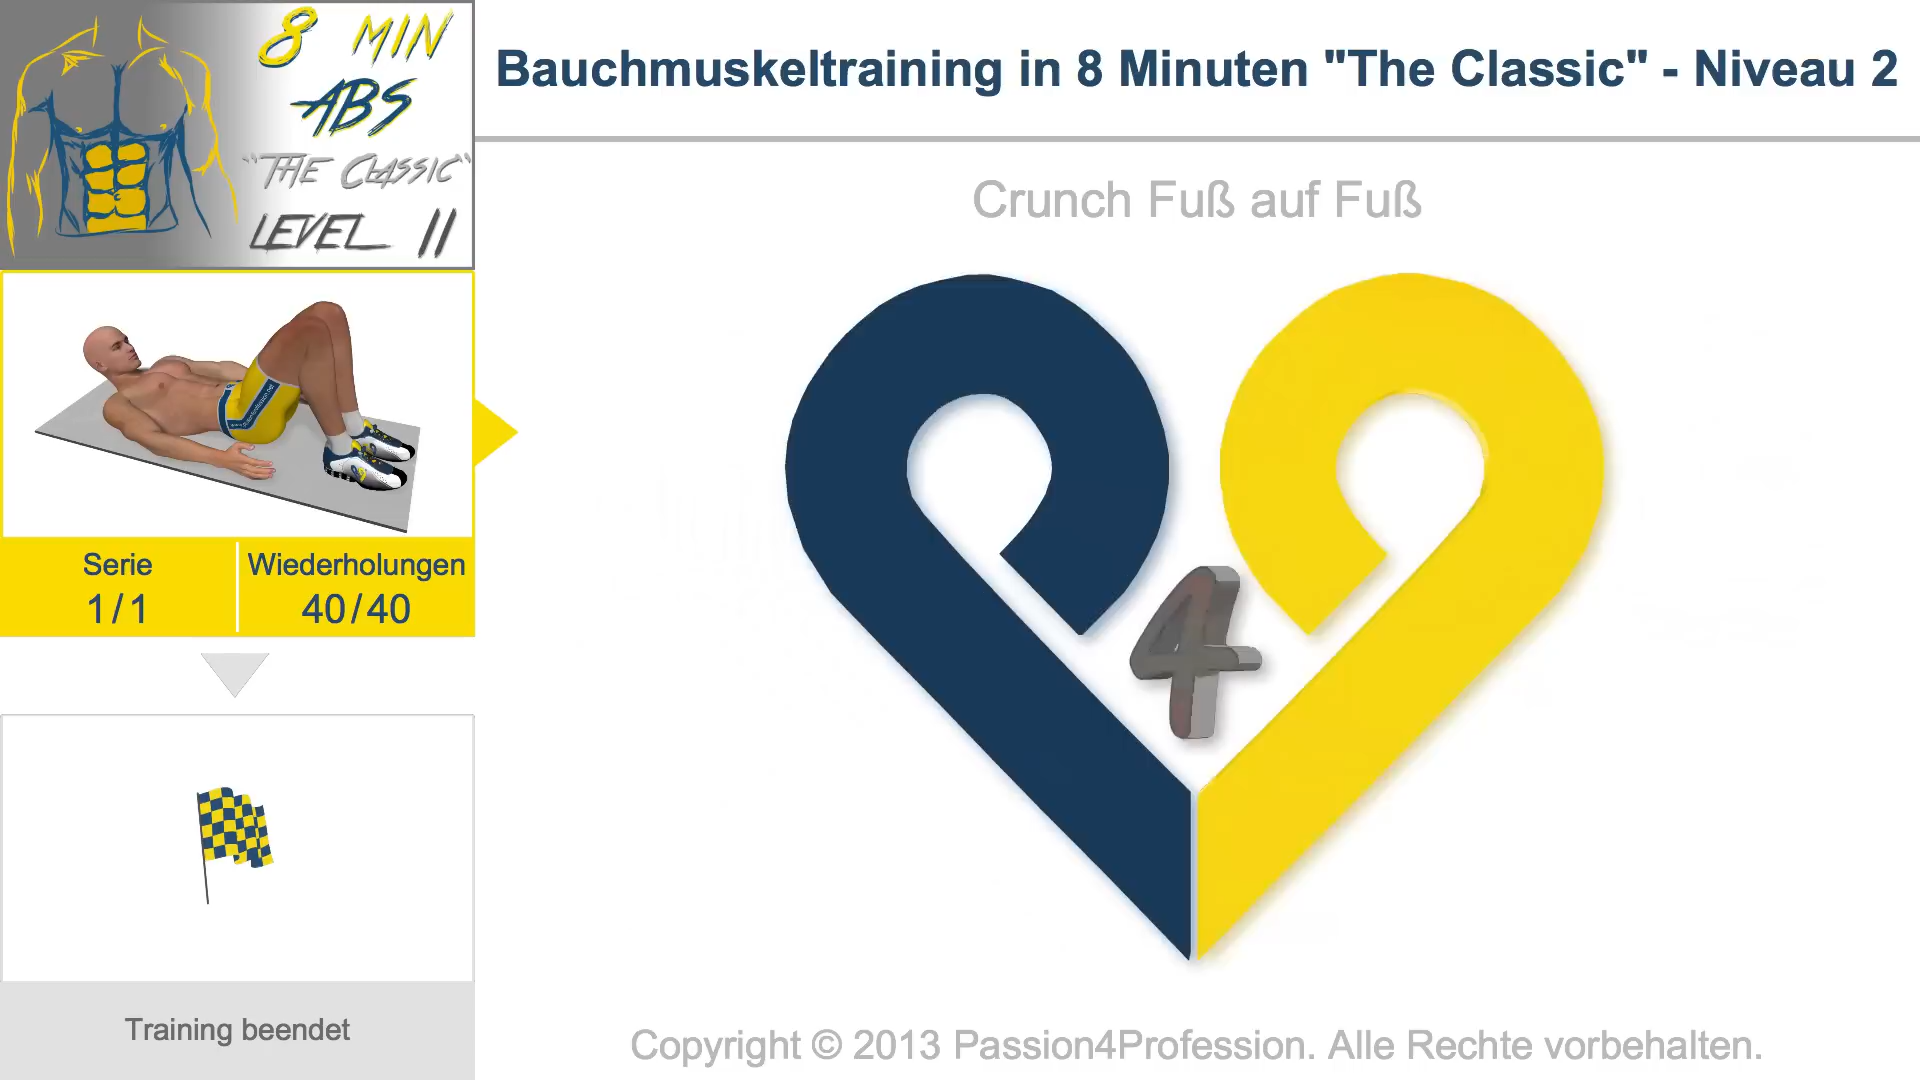 8 MIN
ABS
"THE CLASSIC"
LEVEL II
Bauchmuskeltraining in 8 Minuten "The Classic" - Niveau 2
Crunch Fuß auf Fuß
Serie
1/1
Wiederholungen
40/40
4
Training beendet
Copyright © 2013 Passion4Profession. Alle Rechte vorbehalten.